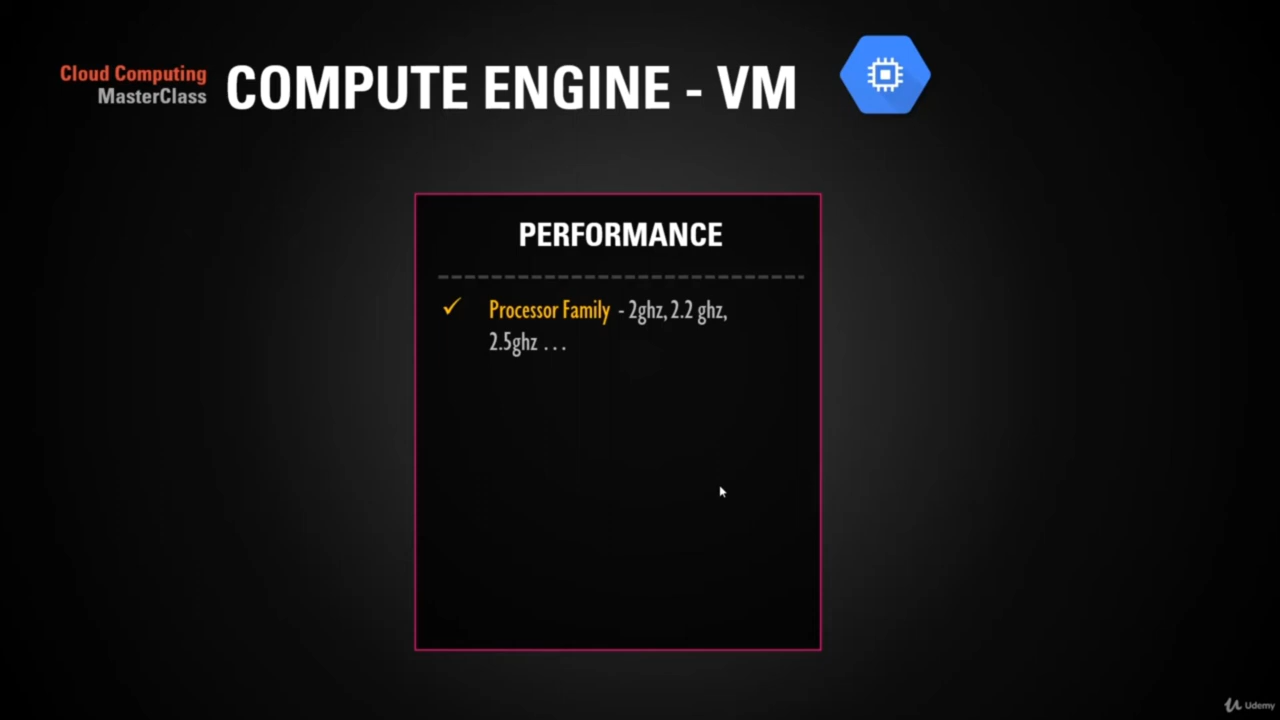 Cloud Computing
MasterClass
COMPUTE ENGINE - VM
PERFORMANCE
✓ Processor Family - 2ghz, 2.2 ghz,
2.5ghz ...
Udemy